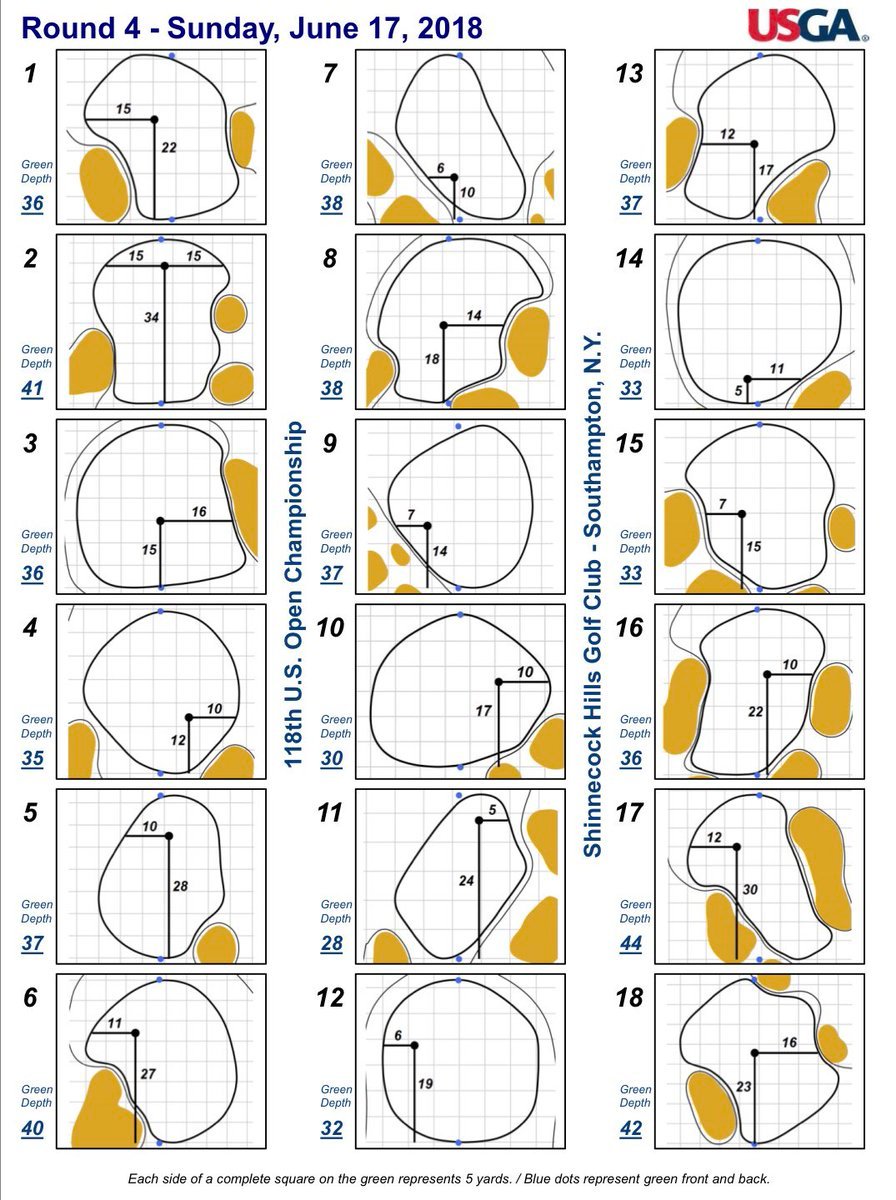 Round 4 - Sunday, June 17, 2018
USGA®
1
15
22
Green
Depth
36
2
15 15
34
Green
Depth
41
3
16
15
Green
Depth
36
4
10
12
Green
Depth
35
5
10
28
Green
Depth
37
6
11
27
Green
Depth
40
118th U.S. Open Championship
7
6
10
Green
Depth
38
8
14
18
Green
Depth
38
9
7
14
Green
Depth
37
10
10
17
Green
Depth
30
11
5
24
Green
Depth
28
12
6
19
Green
Depth
32
Shinnecock Hills Golf Club - Southampton, N.Y.
13
12
17
Green
Depth
37
14
11
5
Green
Depth
33
15
7
15
Green
Depth
33
16
10
22
Green
Depth
36
17
12
30
Green
Depth
44
18
16
23
Green
Depth
42
Each side of a complete square on the green represents 5 yards. / Blue dots represent green front and back.